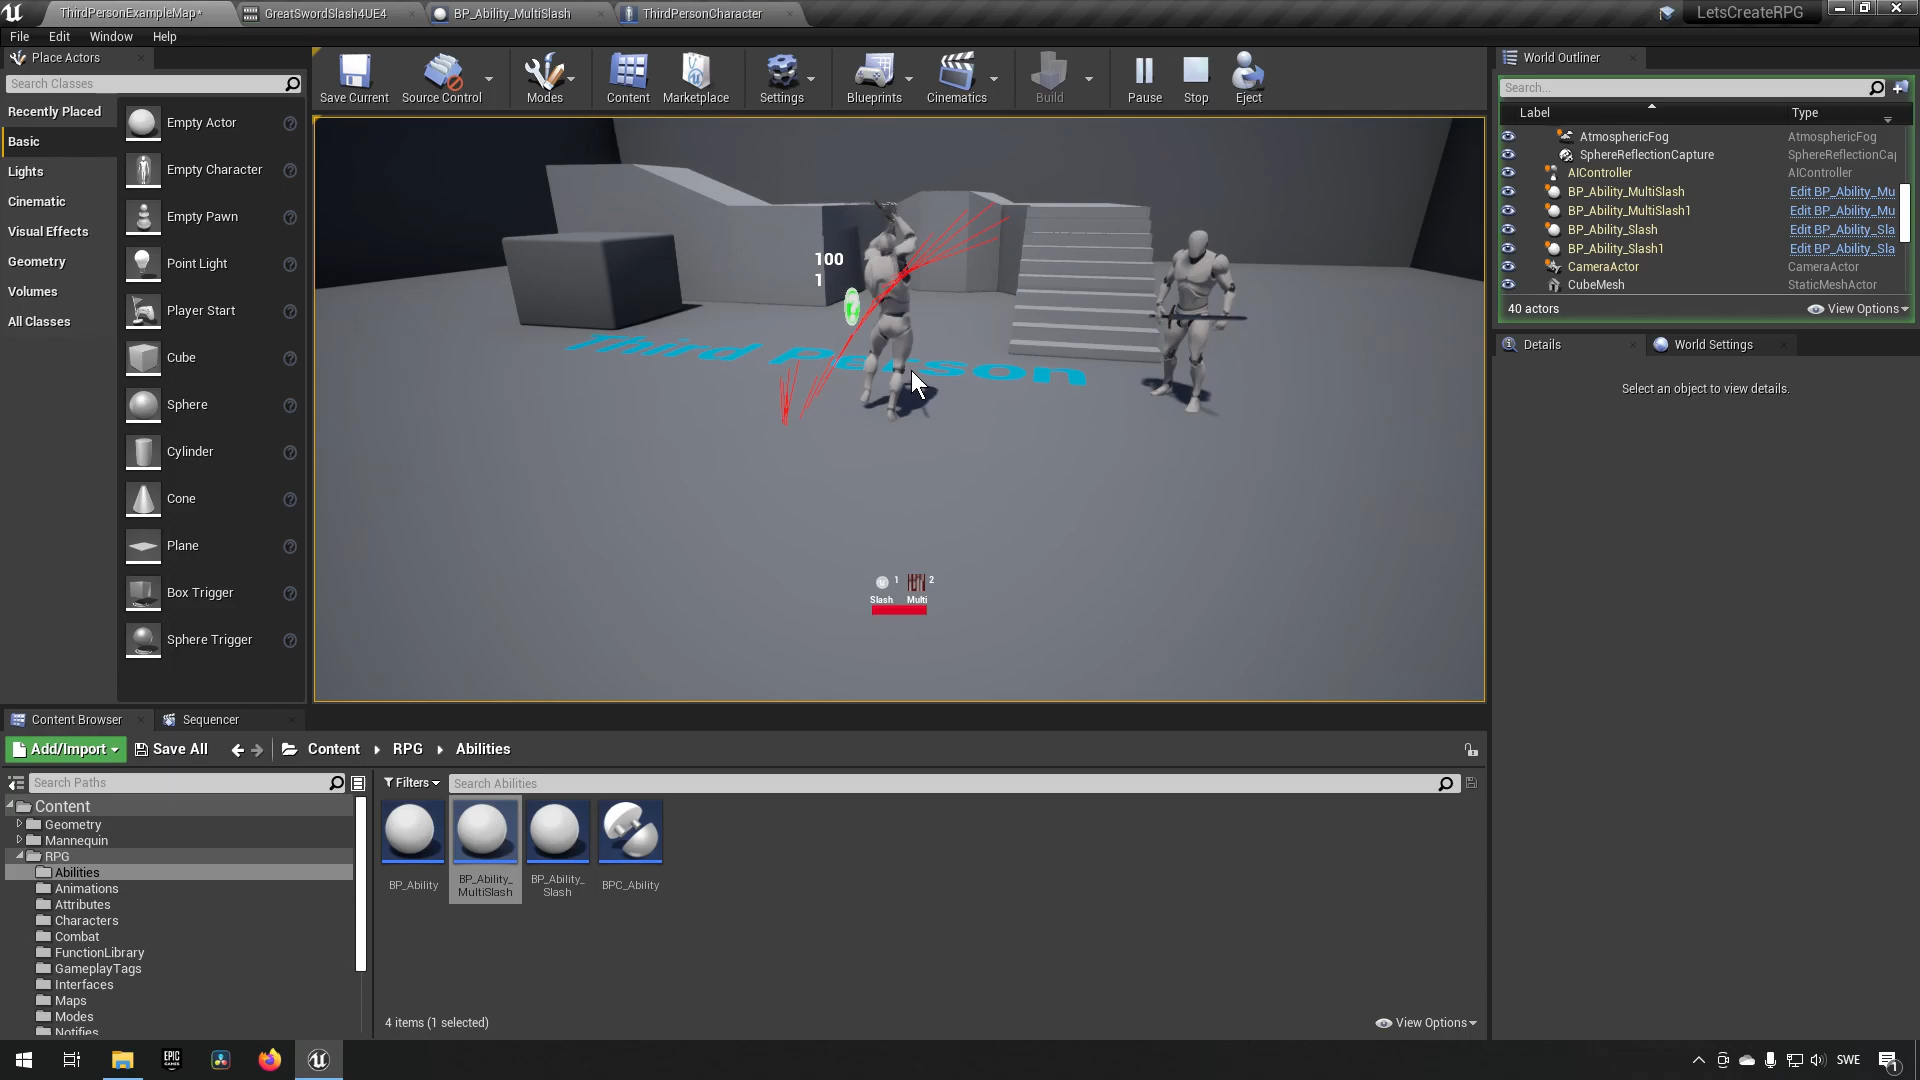 ThirdPersonExampleMap*
GreatSwordSlash4UE4
BP_Ability_MultiSlash
ThirdPersonCharacter
LetsCreateRPG
File
Edit
Window
Help
Place Actors
Search Classes
Recently Placed
Basic
Lights
Cinematic
Visual Effects
Geometry
Volumes
All Classes
Empty Actor
Empty Character
Empty Pawn
Point Light
Player Start
Cube
Sphere
Cylinder
Cone
Plane
Box Trigger
Sphere Trigger
Save Current
Source Control
Modes
Content
Marketplace
Settings
Blueprints
Cinematics
Build
Pause
Stop
Eject
100
1
Third Person
1
2
Slash
Multi
World Outliner
Search...
Label
Type
AtmosphericFog
AtmosphericFog
SphereReflectionCapture
SphereReflectionCap
AIController
AIController
BP_Ability_MultiSlash
Edit BP_Ability_Mu
BP_Ability_MultiSlash1
Edit BP_Ability_Mu
BP_Ability_Slash
Edit BP_Ability_Sla
BP_Ability_Slash1
Edit BP_Ability_Sla
CameraActor
CameraActor
CubeMesh
StaticMeshActor
40 actors
View Options
Details
World Settings
Select an object to view details.
Content Browser
Sequencer
Add/Import
Save All
Content
RPG
Abilities
Search Paths
Filters
Search Abilities
Content
Geometry
Mannequin
RPG
Abilities
Animations
Attributes
Characters
Combat
FunctionLibrary
GameplayTags
Interfaces
Maps
Modes
Notifies
BP_Ability
BP_Ability_
MultiSlash
BP_Ability_
Slash
BPC_Ability
4 items (1 selected)
View Options
EPIC
GAMES
SWE
1